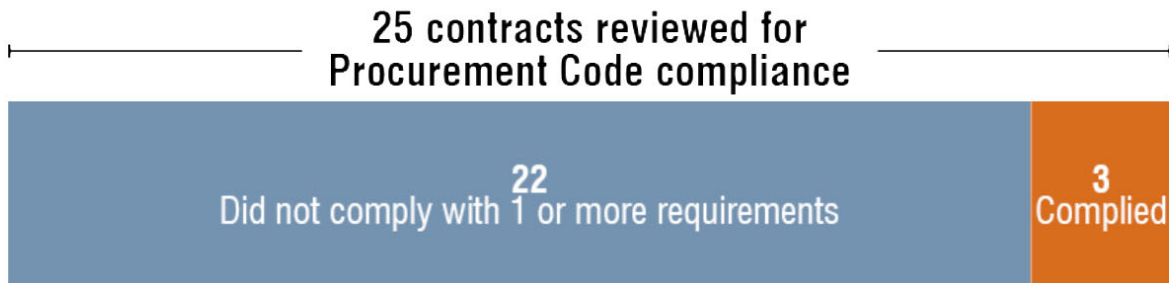 25 contracts reviewed for
Procurement Code compliance
22
Did not comply with 1 or more requirements
3
Complied